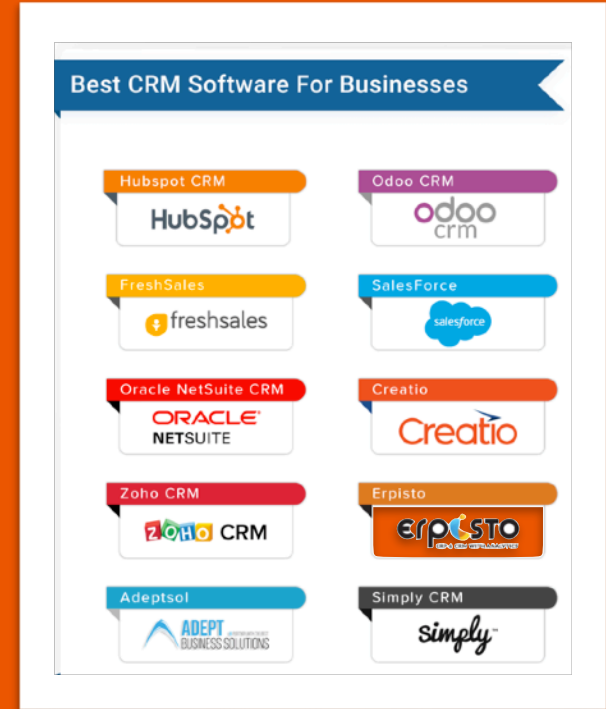 Best CRM Software For Businesses
Hubspot CRM
HubSpot
Odoo CRM
odoo
crm
FreshSales
freshsales
SalesForce
salesforce
Oracle NetSuite CRM
ORACLE
NETSUITE
Creatio
Creatio
Zoho CRM
ZOHO CRM
Erpisto
erpisto
Adeptsol
ADEPT
BUSINESS SOLUTIONS
Simply CRM
simply